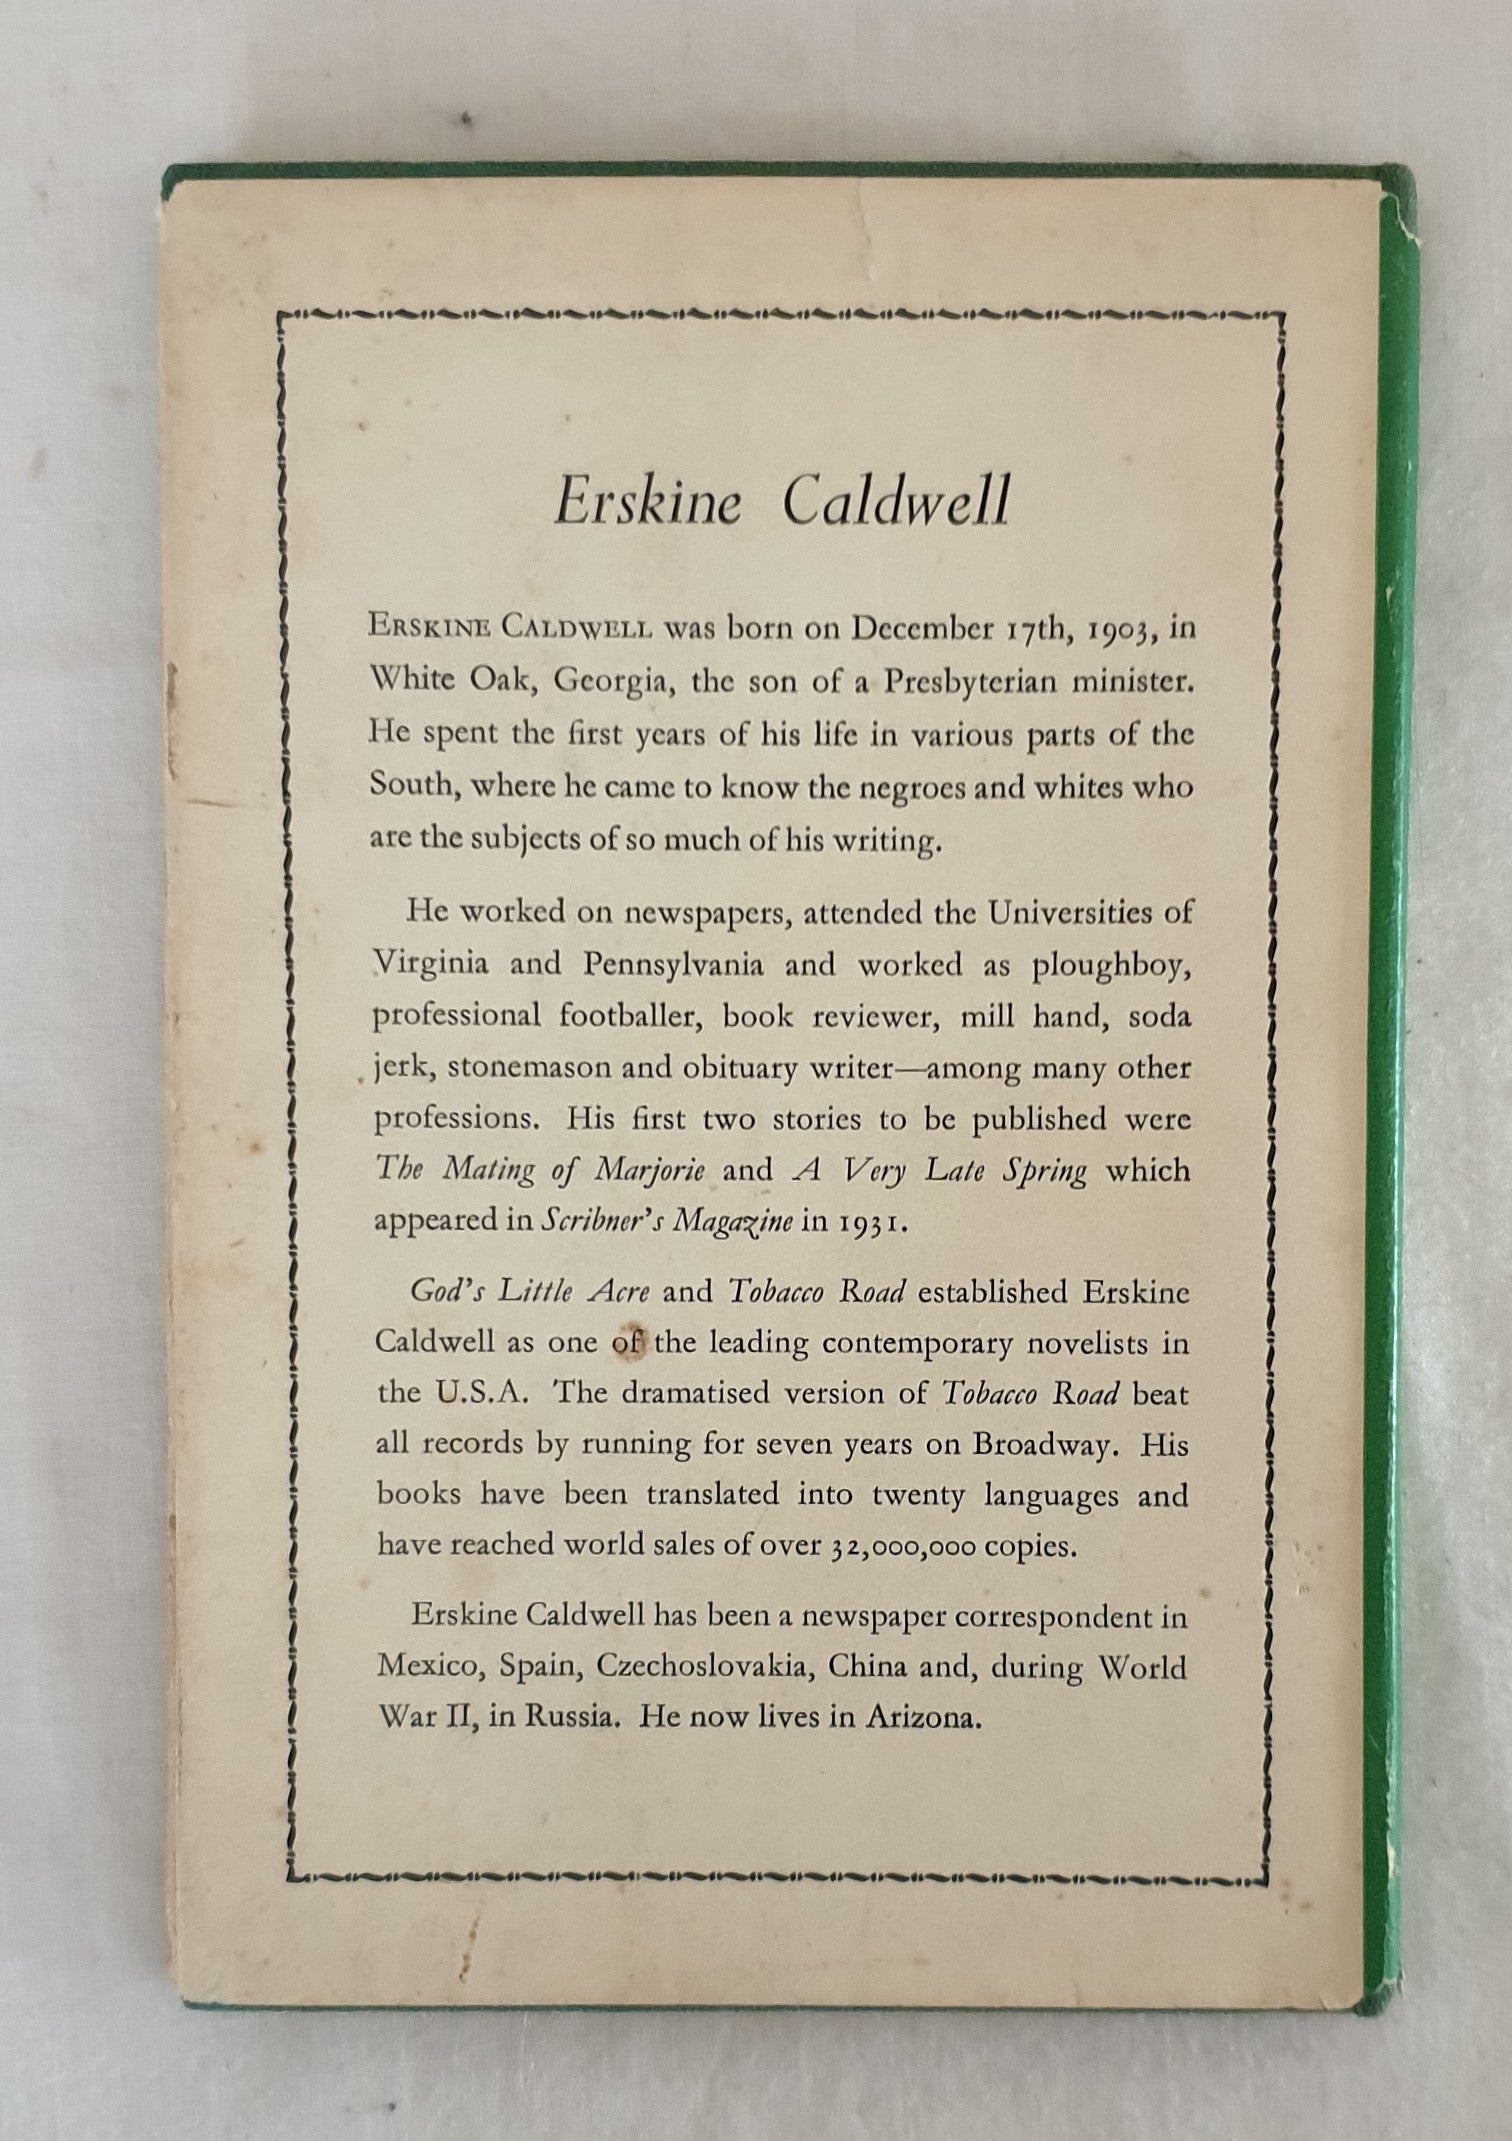 Erskine Caldwell
ERSKINE CALDWELL was born on December 17th, 1903, in
White Oak, Georgia, the son of a Presbyterian minister.
He spent the first years of his life in various parts of the
South, where he came to know the negroes and whites who
are the subjects of so much of his writing.
He worked on newspapers, attended the Universities of
Virginia and Pennsylvania and worked as ploughboy,
professional footballer, book reviewer, mill hand, soda
jerk, stonemason and obituary writer—among many other
professions. His first two stories to be published were
The Mating of Marjorie and A Very Late Spring which
appeared in Scribner's Magazine in 1931.
God's Little Acre and Tobacco Road established Erskine
Caldwell as one of the leading contemporary novelists in
the U.S.A. The dramatised version of Tobacco Road beat
all records by running for seven years on Broadway. His
books have been translated into twenty languages and
have reached world sales of over 32,000,000 copies.
Erskine Caldwell has been a newspaper correspondent in
Mexico, Spain, Czechoslovakia, China and, during World
War II, in Russia. He now lives in Arizona.